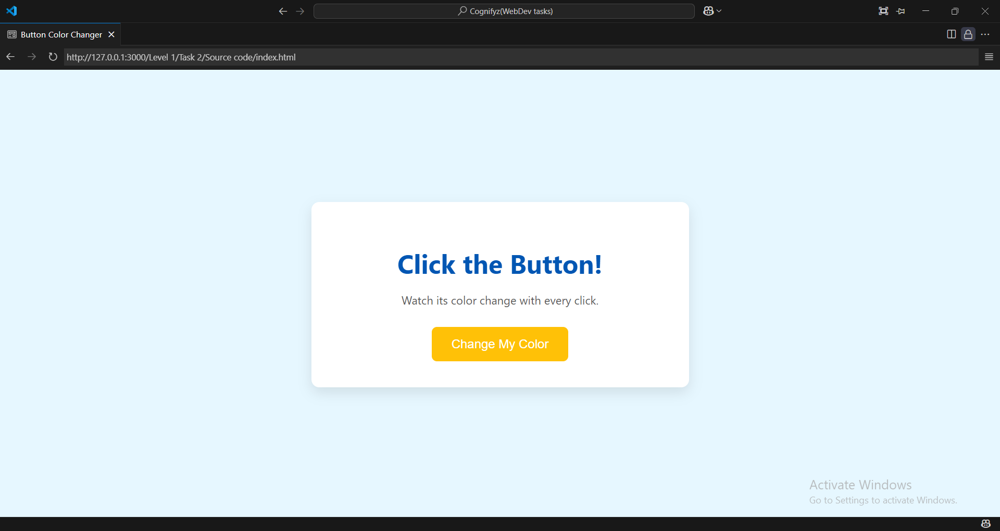 Cognifyz(WebDev tasks)
Button Color Changer
http://127.0.0.1:3000/Level 1/Task 2/Source code/index.html
Click the Button!
Watch its color change with every click.
Change My Color
Activate Windows
Go to Settings to activate Windows.